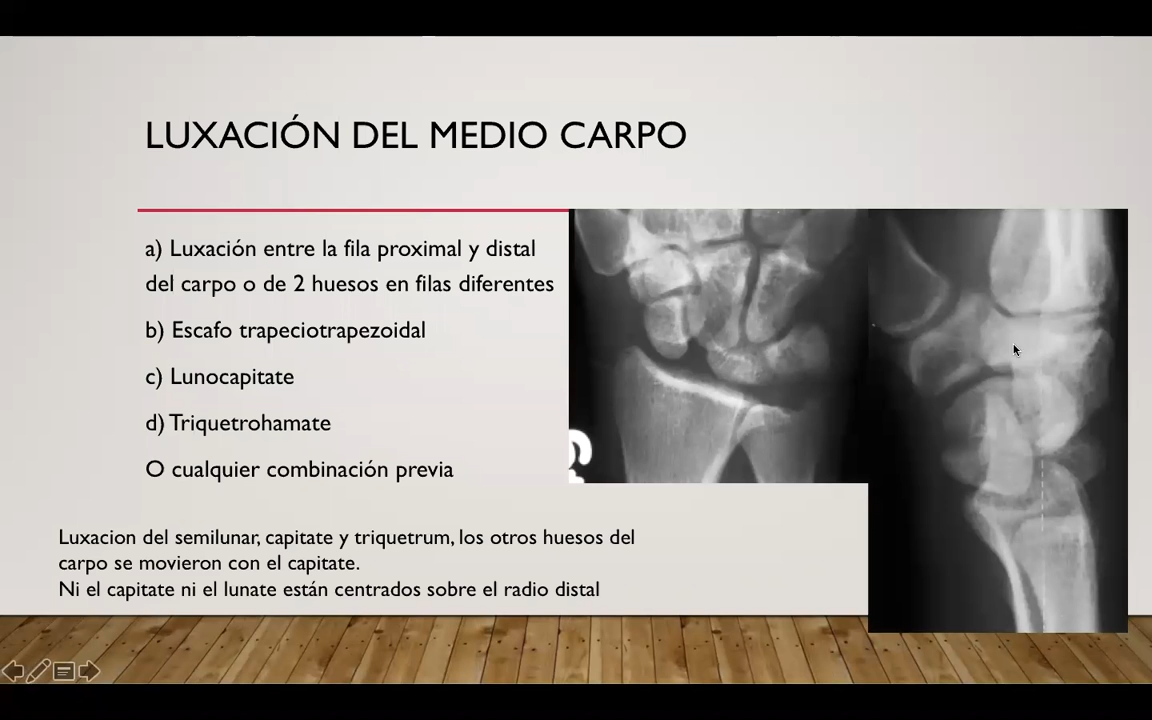 LUXACIÓN DEL MEDIO CARPO
a) Luxación entre la fila proximal y distal
del carpo o de 2 huesos en filas diferentes
b) Escafo trapeciotrapezoidal
c) Lunocapitate
d) Triquetrohamate
O cualquier combinación previa
Luxacion del semilunar, capitate y triquetrum, los otros huesos del
carpo se movieron con el capitate.
Ni el capitate ni el lunate están centrados sobre el radio distal